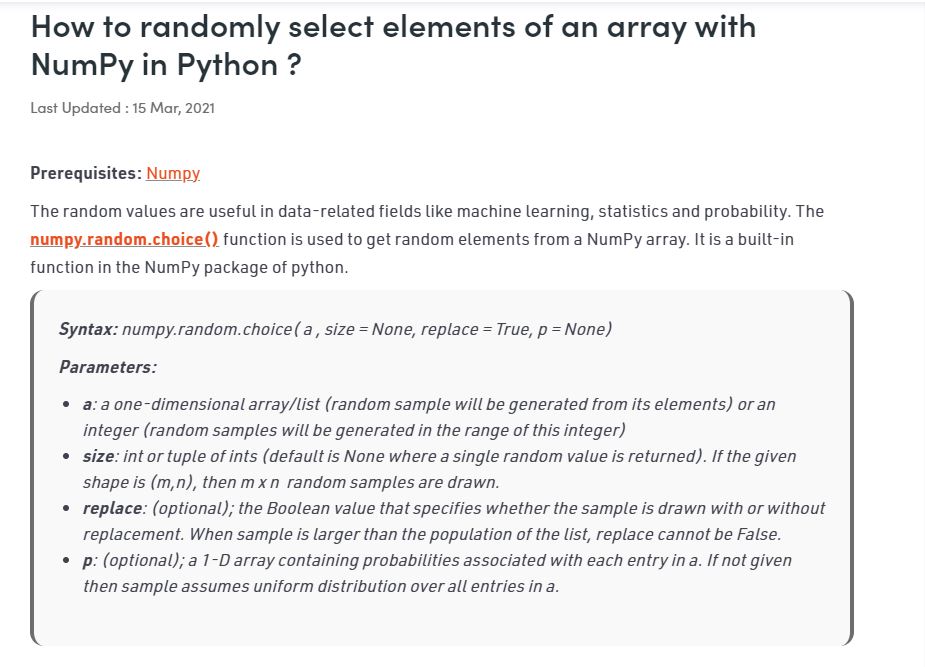 How to randomly select elements of an array with
NumPy in Python ?
Last Updated : 15 Mar, 2021
Prerequisites: Numpy
The random values are useful in data-related fields like machine learning, statistics and probability. The
numpy.random.choice() function is used to get random elements from a NumPy array. It is a built-in
function in the NumPy package of python.
Syntax: numpy.random.choice( a , size = None, replace = True, p = None)
Parameters:
• a: a one-dimensional array/list (random sample will be generated from its elements) or an
integer (random samples will be generated in the range of this integer)
• size: int or tuple of ints (default is None where a single random value is returned). If the given
shape is (m,n), then m x n random samples are drawn.
• replace: (optional); the Boolean value that specifies whether the sample is drawn with or without
replacement. When sample is larger than the population of the list, replace cannot be False.
• p: (optional); a 1-D array containing probabilities associated with each entry in a. If not given
then sample assumes uniform distribution over all entries in a.